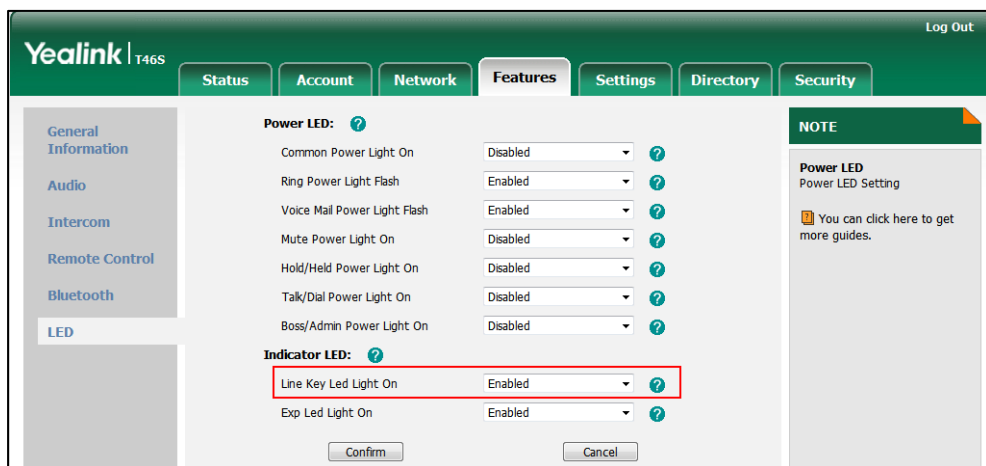 Log Out
Yealink T46S
Status Account Network Features Settings Directory Security
General
Information
Audio
Intercom
Remote Control
Bluetooth
LED
Power LED:
Common Power Light On Disabled
Ring Power Light Flash Enabled
Voice Mail Power Light Flash Enabled
Mute Power Light On Disabled
Hold/Held Power Light On Disabled
Talk/Dial Power Light On Disabled
Boss/Admin Power Light On Disabled
Indicator LED:
Line Key Led Light On Enabled
Exp Led Light On Enabled
Confirm Cancel
NOTE
Power LED
Power LED Setting
You can click here to get
more guides.